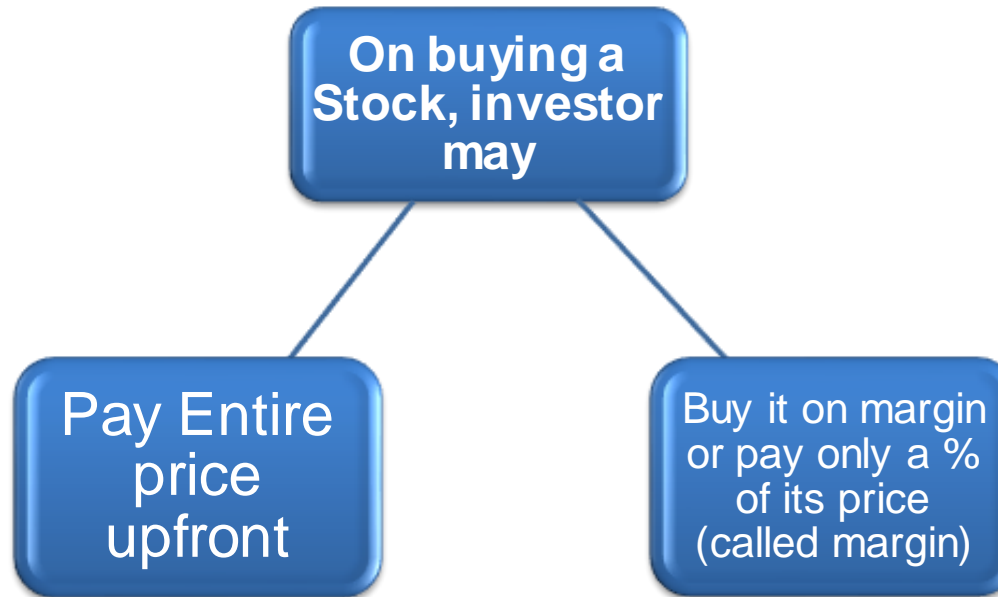 On buying a
Stock, investor
may
Pay Entire
price
upfront
Buy it on margin
or pay only a %
of its price
(called margin)